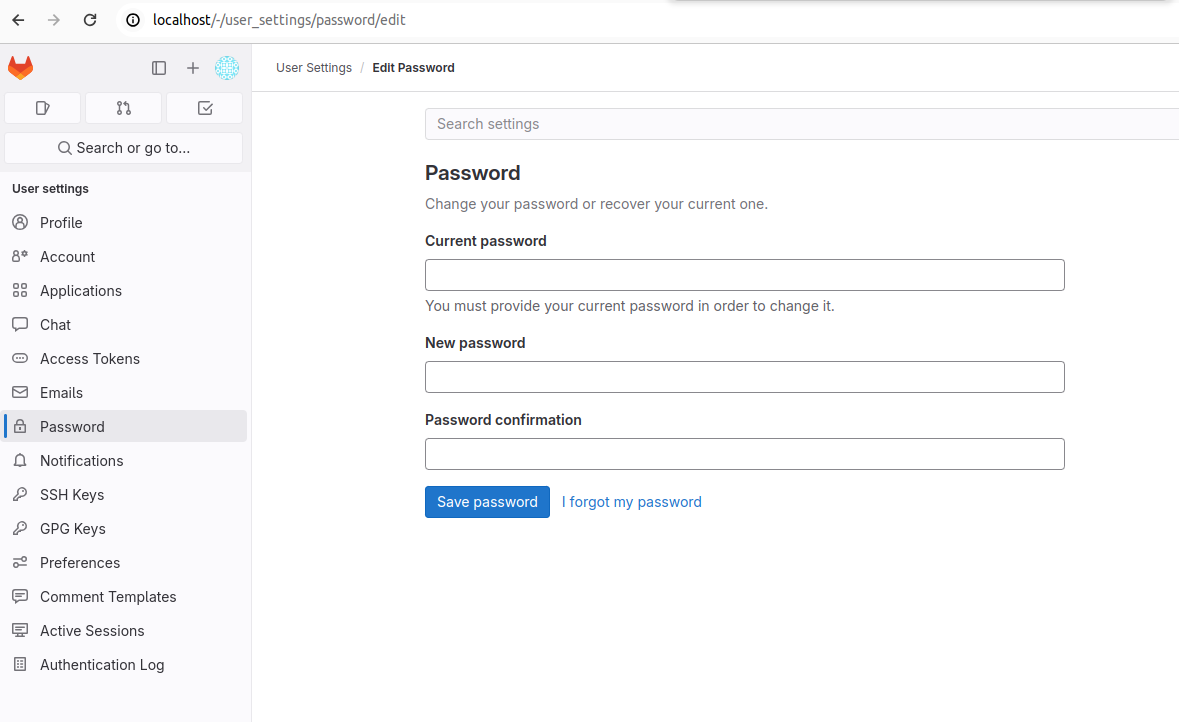 localhost/-/user_settings/password/edit
User Settings / Edit Password
Search or go to...
User settings
Profile
Account
Applications
Chat
Access Tokens
Emails
Password
Notifications
SSH Keys
GPG Keys
Preferences
Comment Templates
Active Sessions
Authentication Log
Search settings
Password
Change your password or recover your current one.
Current password
You must provide your current password in order to change it.
New password
Password confirmation
Save password
I forgot my password